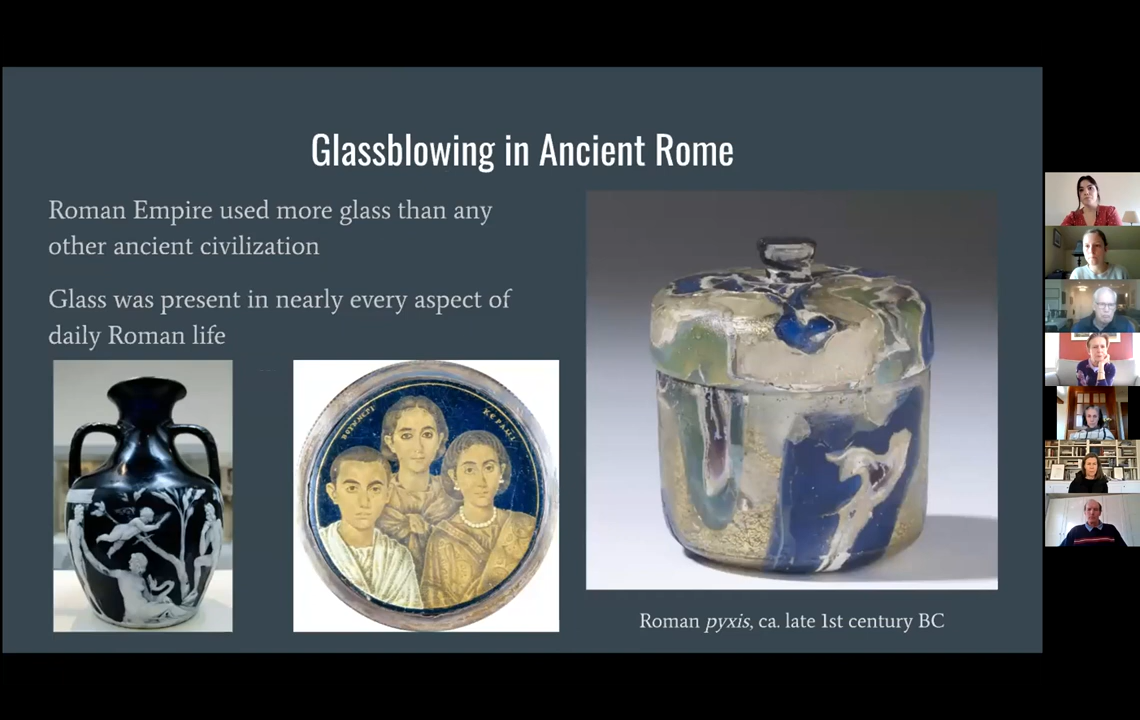 Glassblowing in Ancient Rome
Roman Empire used more glass than any
other ancient civilization
Glass was present in nearly every aspect of
daily Roman life
ΚΕΡΑΜΙ
Roman pyxis, ca. late 1st century BC